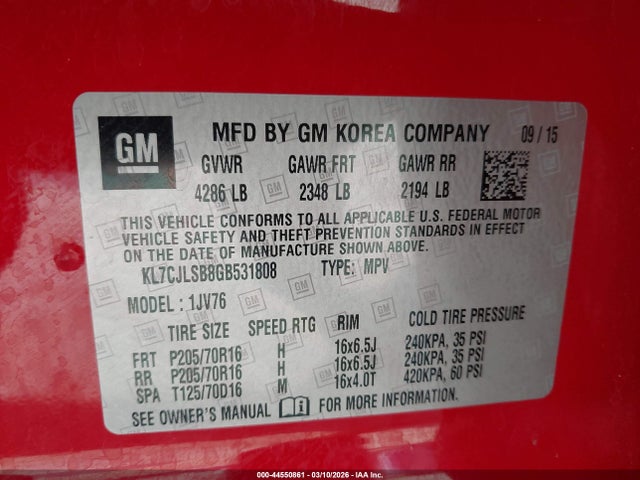 GM
MFD BY GM KOREA COMPANY 09/15
GVWR GAWR FRT GAWR RR
4286 LB 2348 LB 2194 LB
THIS VEHICLE CONFORMS TO ALL APPLICABLE U.S. FEDERAL MOTOR
VEHICLE SAFETY AND THEFT PREVENTION STANDARDS IN EFFECT
ON THE DATE OF MANUFACTURE SHOWN ABOVE.
KL7CJLSB8GB531808 TYPE: MPV
MODEL : 1JV76
TIRE SIZE SPEED RTG RIM COLD TIRE PRESSURE
FRT P205/70R16 H 16x6.5J 240KPA, 35 PSI
RR P205/70R16 H 16x6.5J 240KPA, 35 PSI
SPA T125/70D16 M 16x4.0T 420KPA, 60 PSI
SEE OWNER'S MANUAL FOR MORE INFORMATION.
000-44550861 - 03/10/2026 - IAA Inc.